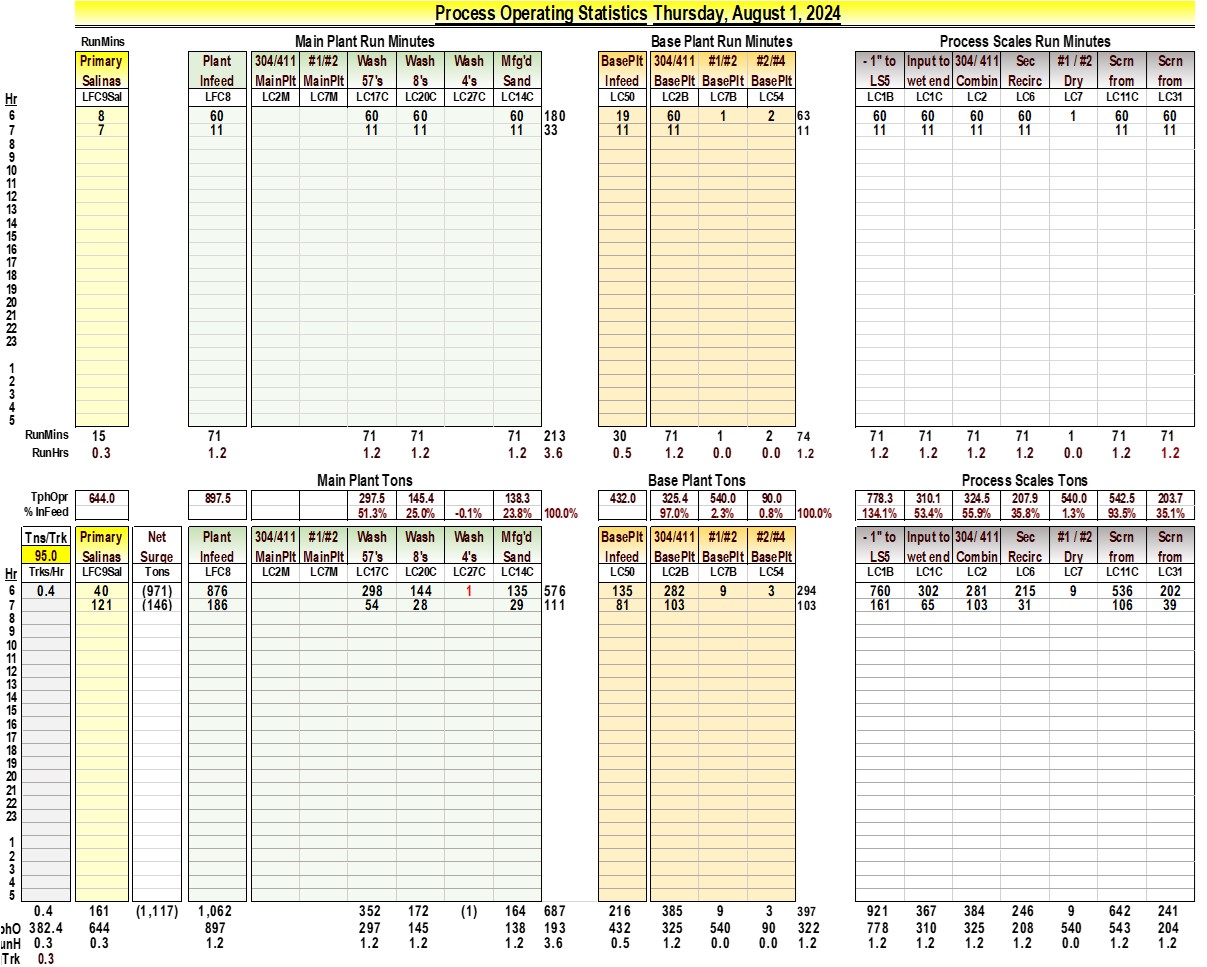 Process Operating Statistics Thursday, August 1, 2024
RunMins Main Plant Run Minutes Base Plant Run Minutes Process Scales Run Minutes
Primary Plant 304/411 #1/#2 Wash Wash Wash Mfg'd BasePlt 304/411 #1/#2 #2/#4 - 1" to Input to 304/ 411 Sec #1 / #2 Scrn Scrn
Salinas Infeed MainPlt MainPlt 57's 8's 4's Sand Infeed BasePlt BasePlt BasePlt LS5 wet end Combin Recirc Dry from from
Hr LFC9Sal LFC8 LC2M LC7M LC17C LC20C LC27C LC14C LC50 LC2B LC7B LC54 LC1B LC1C LC2 LC6 LC7 LC11C LC31
6 8 60 60 60 60 180 19 60 1 2 63 60 60 60 60 1 60 60
7 7 11 11 11 11 33 11 11 11 11 11 11 11 11 11
8
9
10
11
12
13
14
15
16
17
18
19
20
21
22
23
1
2
3
4
5
RunMins 15 71 71 71 71 213 30 71 1 2 74 71 71 71 71 1 71 71
RunHrs 0.3 1.2 1.2 1.2 1.2 3.6 0.5 1.2 0.0 0.0 1.2 1.2 1.2 1.2 1.2 0.0 1.2 1.2
Main Plant Tons Base Plant Tons Process Scales Tons
TphOpr 644.0 897.5 297.5 145.4 138.3 432.0 325.4 540.0 90.0 778.3 310.1 324.5 207.9 540.0 542.5 203.7
% InFeed 51.3% 25.0% -0.1% 23.8% 100.0% 97.0% 2.3% 0.8% 100.0% 134.1% 53.4% 55.9% 35.8% 1.3% 93.5% 35.1%
Tns/Trk Primary Net Plant 304/411 #1/#2 Wash Wash Wash Mfg'd BasePlt 304/411 #1/#2 #2/#4 - 1" to Input to 304/ 411 Sec #1 / #2 Scrn Scrn
95.0 Salinas Surge Infeed MainPlt MainPlt 57's 8's 4's Sand Infeed BasePlt BasePlt BasePlt LS5 wet end Combin Recirc Dry from from
Hr Trks/Hr LFC9Sal Tons LFC8 LC2M LC7M LC17C LC20C LC27C LC14C LC50 LC2B LC7B LC54 LC1B LC1C LC2 LC6 LC7 LC11C LC31
6 0.4 40 (971) 876 298 144 1 135 576 135 282 9 3 294 760 302 281 215 9 536 202
7 121 (146) 186 54 28 29 111 81 103 103 161 65 103 31 106 39
8
9
10
11
12
13
14
15
16
17
18
19
20
21
22
23
1
2
3
4
5
0.4 161 (1,117) 1,062 352 172 (1) 164 687 216 385 9 3 397 921 367 384 246 9 642 241
phO 382.4 644 897 297 145 138 193 432 325 540 90 322 778 310 325 208 540 543 204
unH 0.3 0.3 1.2 1.2 1.2 1.2 3.6 0.5 1.2 0.0 0.0 1.2 1.2 1.2 1.2 1.2 0.0 1.2 1.2
Trk 0.3